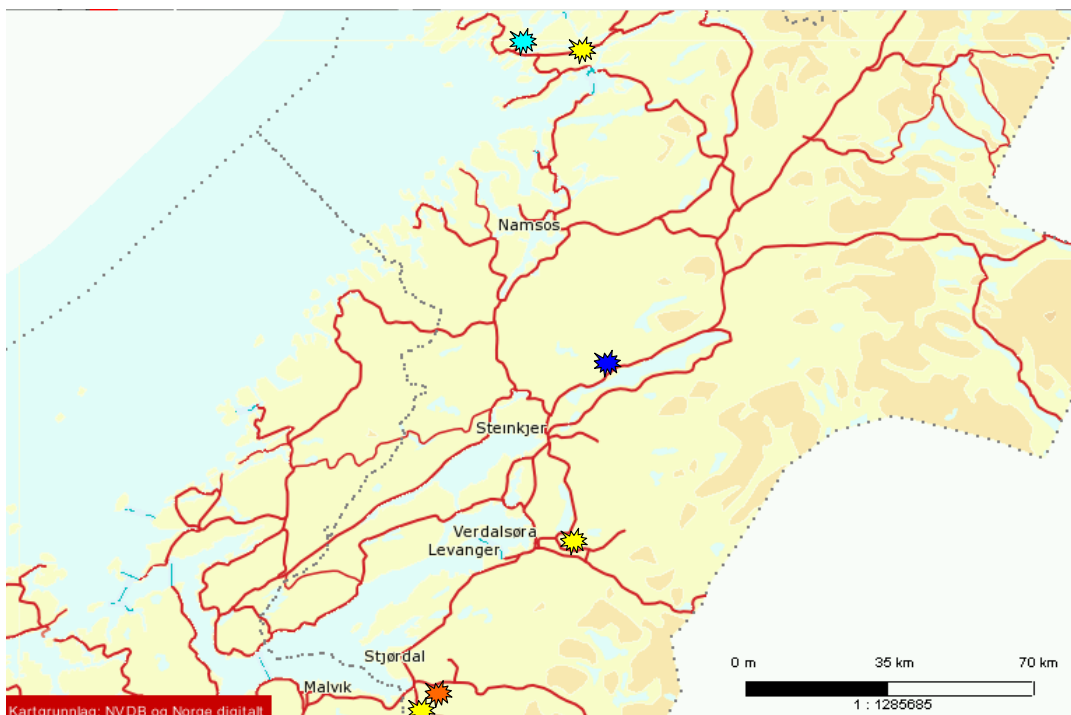 Namsos
Steinkjer
Verdalsøra
Levanger
Stjørdal
Malvik
0 m 35 km 70 km
1 : 1285685
Kartgrunnlag: NVDB og Norge digitalt